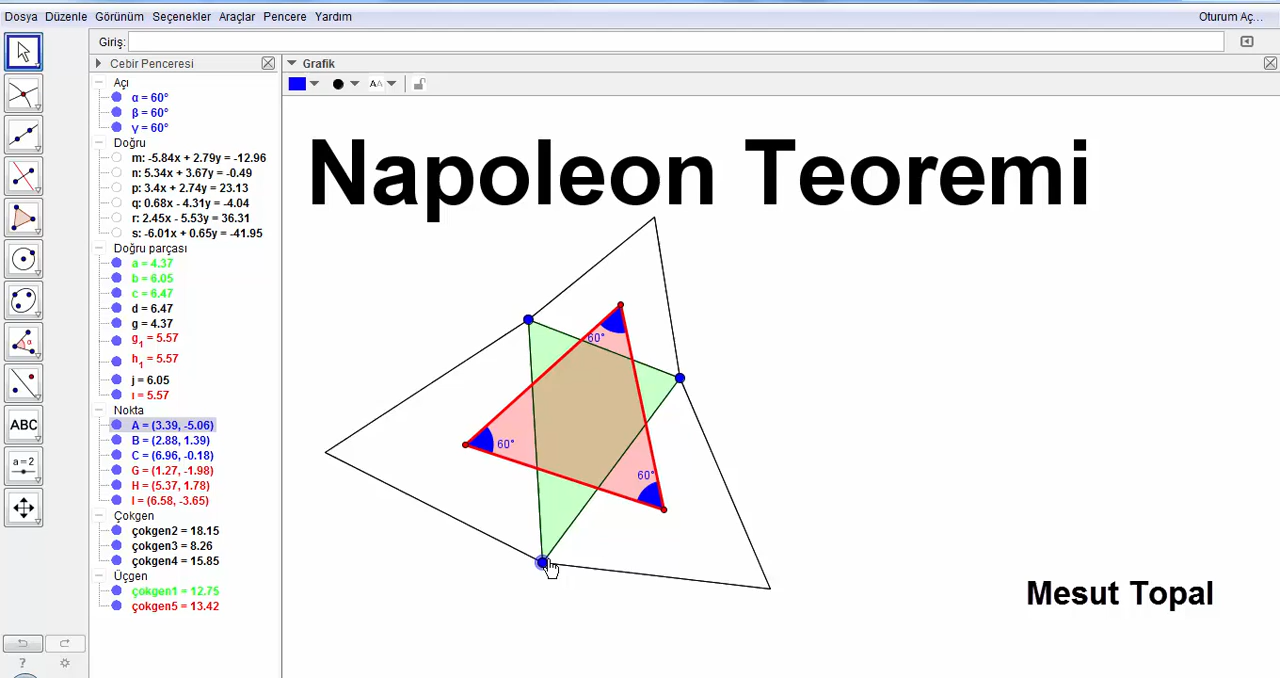 Dosya Düzenle Görünüm Seçenekler Araçlar Pencere Yardım Oturum Aç...
Giriş:
Cebir Penceresi
Grafik
AA
Açı
α = 60°
β = 60°
γ = 60°
Doğru
m: -5.84x + 2.79y = -12.96
n: 5.34x + 3.67y = -0.49
p: 3.4x + 2.74y = 23.13
q: 0.68x - 4.31y = -4.04
r: 2.45x - 5.53y = 36.31
s: -6.01x + 0.65y = -41.95
Doğru parçası
a = 4.37
b = 6.05
c = 6.47
d = 6.47
g = 4.37
g1 = 5.57
h1 = 5.57
j = 6.05
ı = 5.57
Nokta
A = (3.39, -5.06)
B = (2.88, 1.39)
C = (6.96, -0.18)
G = (1.27, -1.98)
H = (5.37, 1.78)
I = (6.58, -3.65)
Çokgen
çokgen2 = 18.15
çokgen3 = 8.26
çokgen4 = 15.85
Üçgen
çokgen1 = 12.75
çokgen5 = 13.42
ABC
a = 2
?
Napoleon Teoremi
60°
60°
60°
Mesut Topal